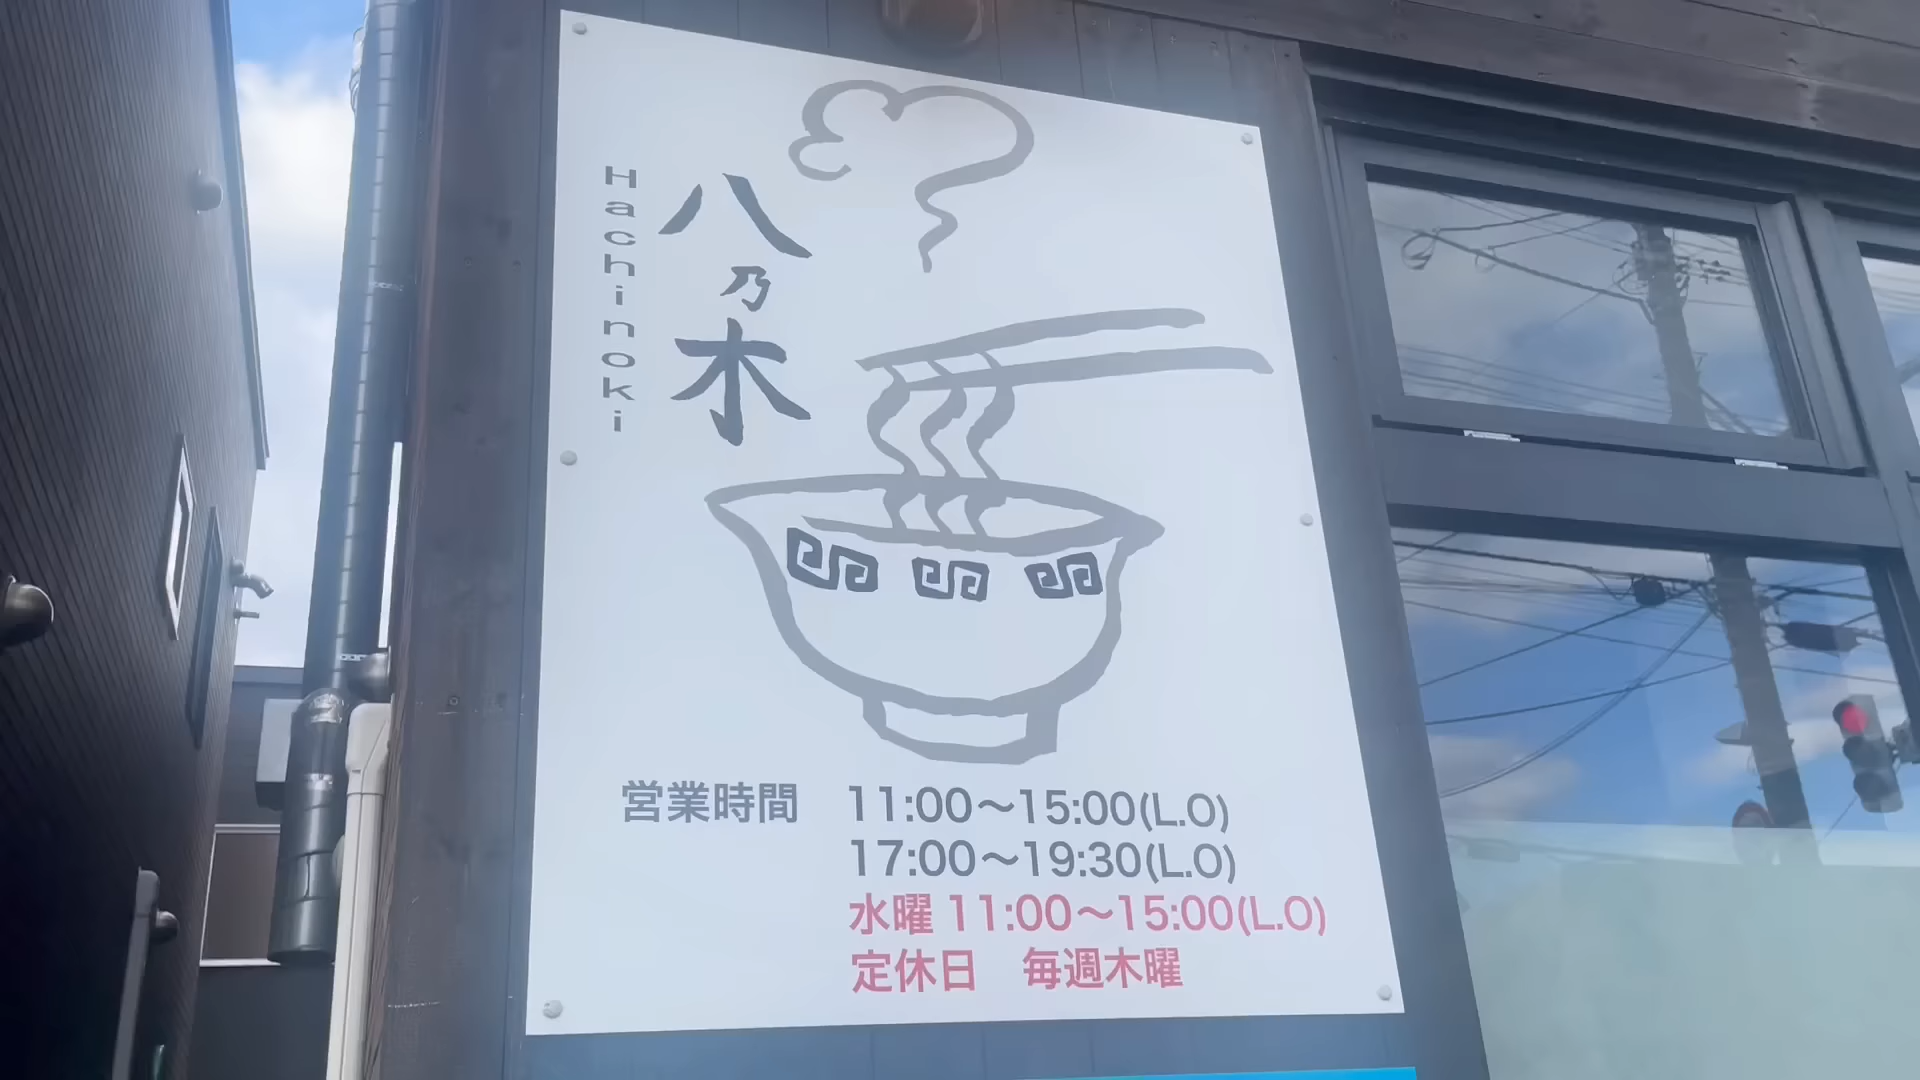 Hachinoki
八乃木
営業時間 11:00～15:00(L.O)
17:00～19:30(L.O)
水曜 11:00～15:00(L.O)
定休日 毎週木曜